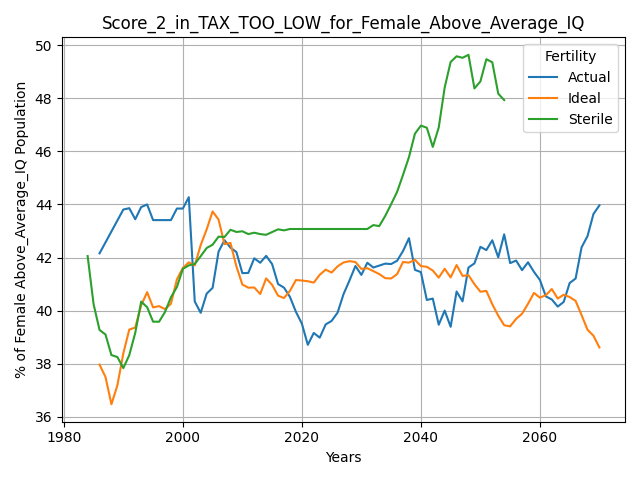 Score_2_in_TAX_TOO_LOW_for_Female_Above_Average_IQ
% of Female Above_Average_IQ Population
50
48
46
44
42
40
38
36
Fertility
Actual
Ideal
Sterile
1980
2000
2020
2040
2060
Years